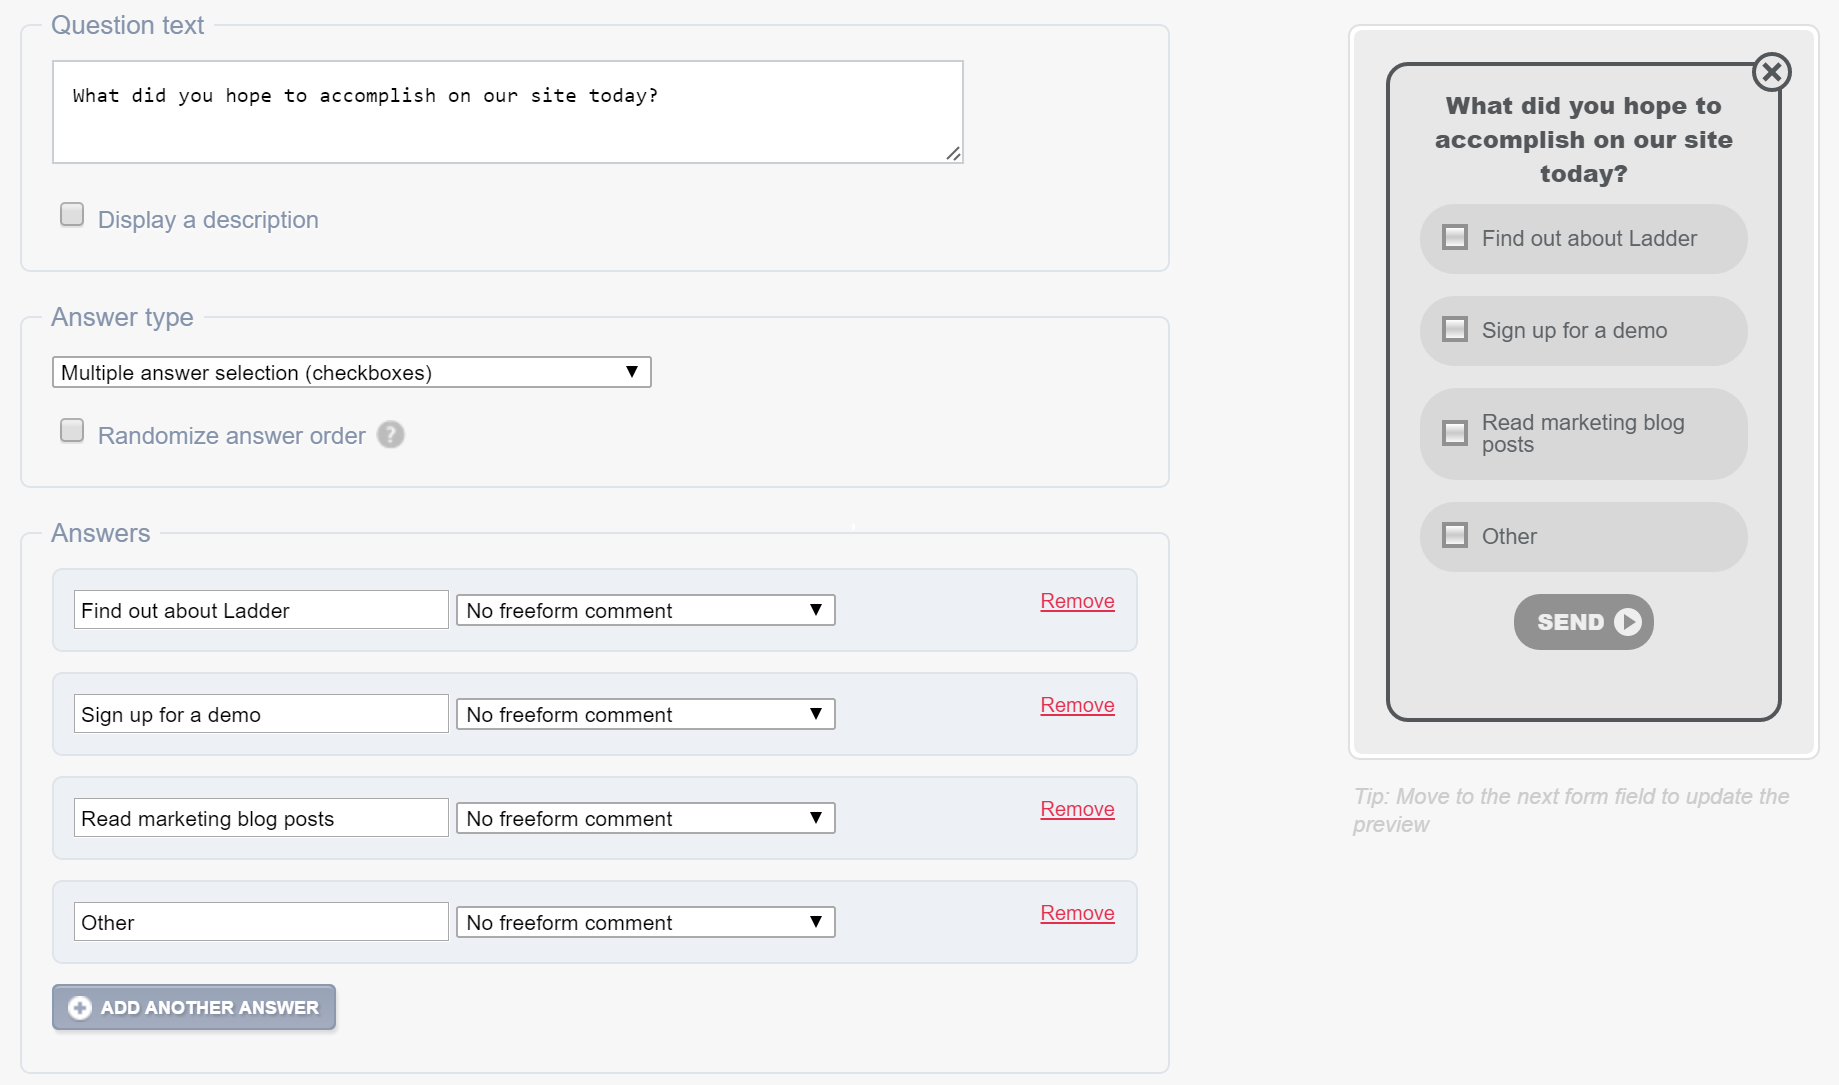 Question text
What did you hope to accomplish on our site today?
Display a description
Answer type
Multiple answer selection (checkboxes)
Randomize answer order ?
Answers
Find out about Ladder No freeform comment Remove
Sign up for a demo No freeform comment Remove
Read marketing blog posts No freeform comment Remove
Other No freeform comment Remove
ADD ANOTHER ANSWER
What did you hope to
accomplish on our site
today?
Find out about Ladder
Sign up for a demo
Read marketing blog
posts
Other
SEND
Tip: Move to the next form field to update the
preview